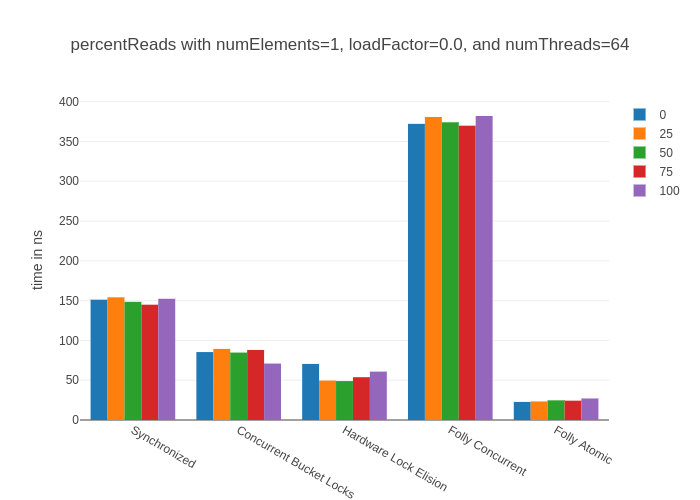 percentReads with numElements=1, loadFactor=0.0, and numThreads=64
400
350
300
250
200
150
100
50
0
time in ns
0
25
50
75
100
Synchronized
Concurrent Bucket Locks
Hardware Lock Elision
Folly Concurrent
Folly Atomic